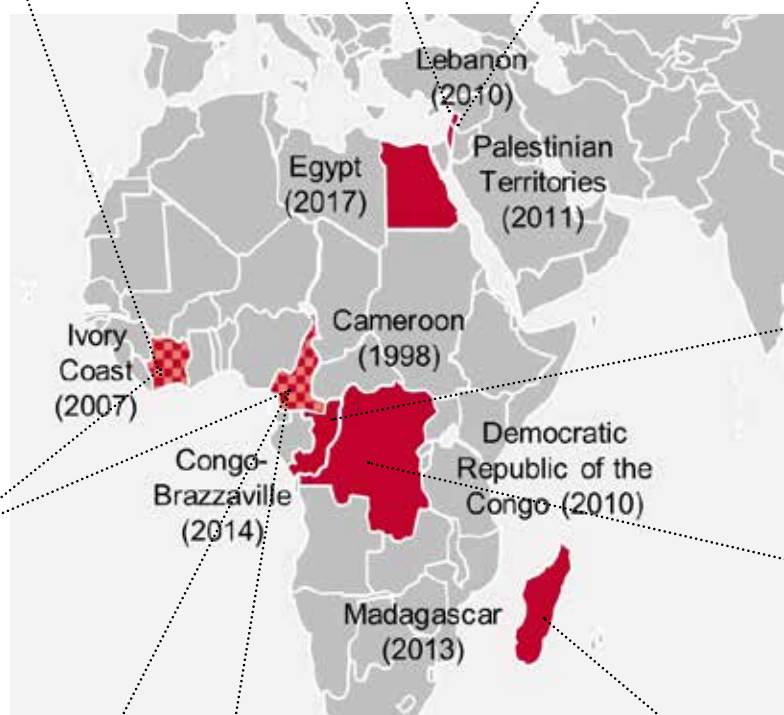 Lebanon
(2010)
Egypt
(2017)
Palestinian
Territories
(2011)
Ivory
Coast
(2007)
Cameroon
(1998)
Congo-
Brazzaville
(2014)
Democratic
Republic of the
Congo (2010)
Madagascar
(2013)